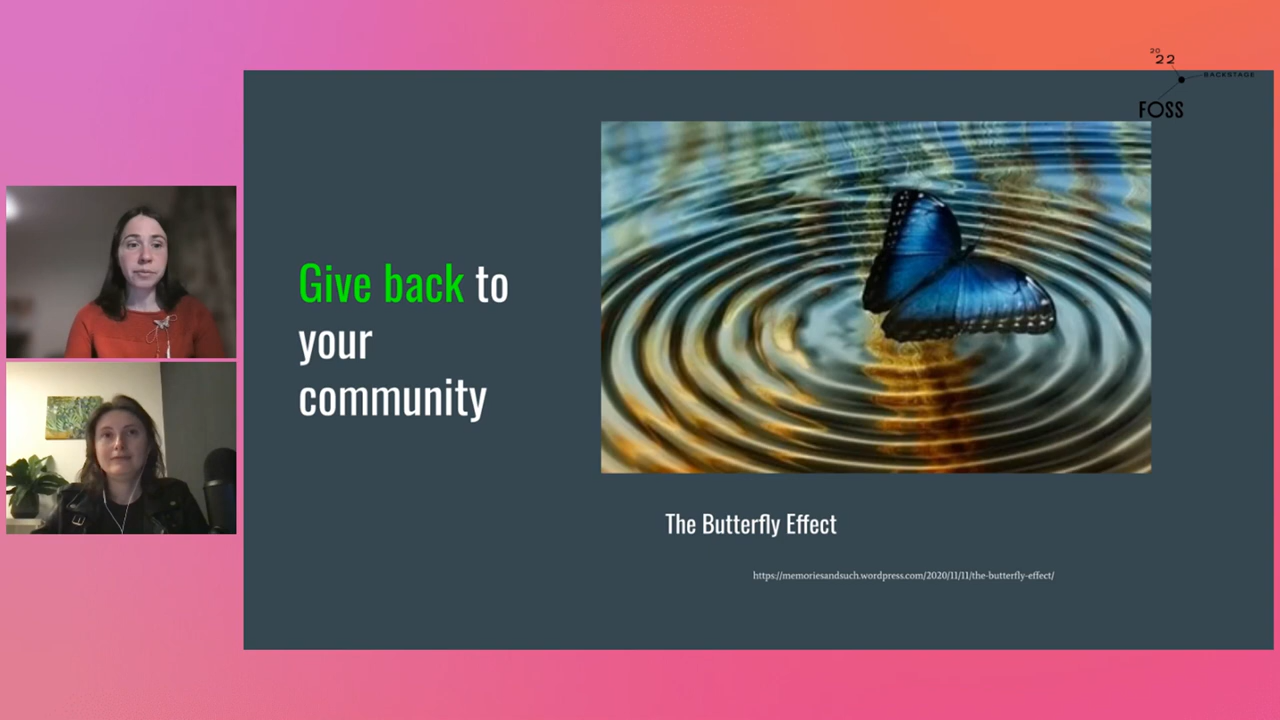 20
22
BACKSTAGE
FOSS
Give back to
your
community
The Butterfly Effect
https://memoriesandsuch.wordpress.com/2020/11/11/the-butterfly-effect/